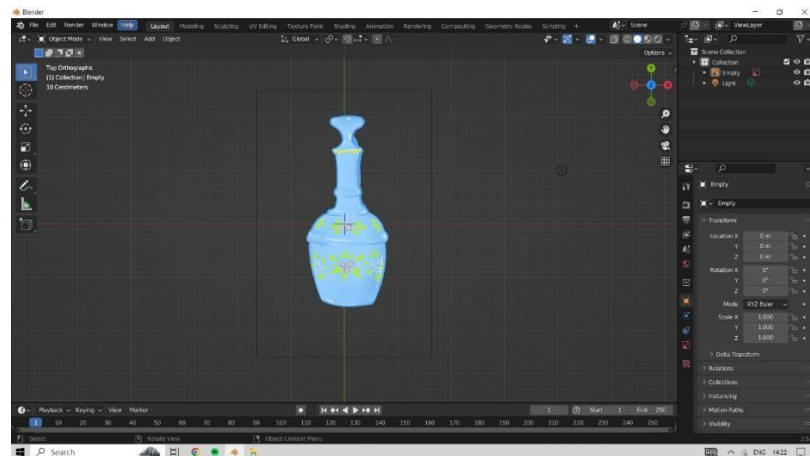 Blender
File Edit Render Window Help Layout Modeling Sculpting UV Editing Texture Paint Shading Animation Rendering Compositing Geometry Nodes Scripting + Scene ViewLayer
Object Mode View Select Add Object Global
Options
Top Orthographic
(1) Collection | Empty
10 Centimeters
Scene Collection
Collection
Empty
Light
Empty
Empty
Transform
Location X 0 m
Y 0 m
Z 0 m
Rotation X 0°
Y 0°
Z 0°
Mode XYZ Euler
Scale X 1.000
Y 1.000
Z 1.000
Delta Transform
Relations
Collections
Instancing
Motion Paths
Visibility
Playback Keying View Marker 1 Start 1 End 250
1 10 20 30 40 50 60 70 80 90 100 110 120 130 140 150 160 170 180 190 200 210 220 230 240 250
Select Rotate View Object Context Menu
Search ENG 14:22